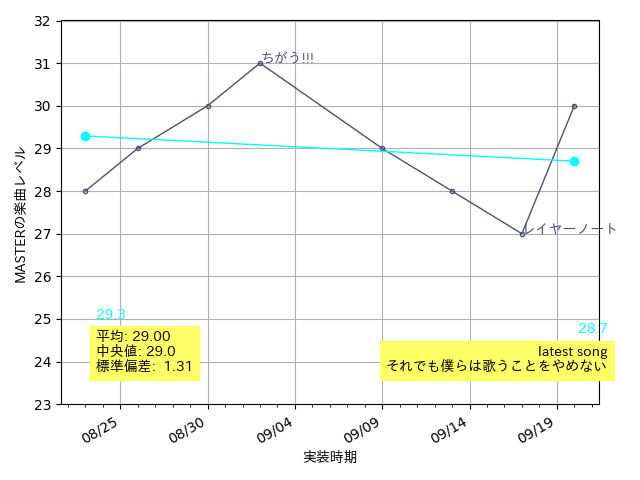 32
31
30
29
28
27
26
25
24
23
MASTERの楽曲レベル
ちがう!!!
レイヤーノート
29.3
28.7
平均: 29.00
中央値: 29.0
標準偏差: 1.31
latest song
それでも僕らは歌うことをやめない
08/25
08/30
09/04
09/09
09/14
09/19
実装時期